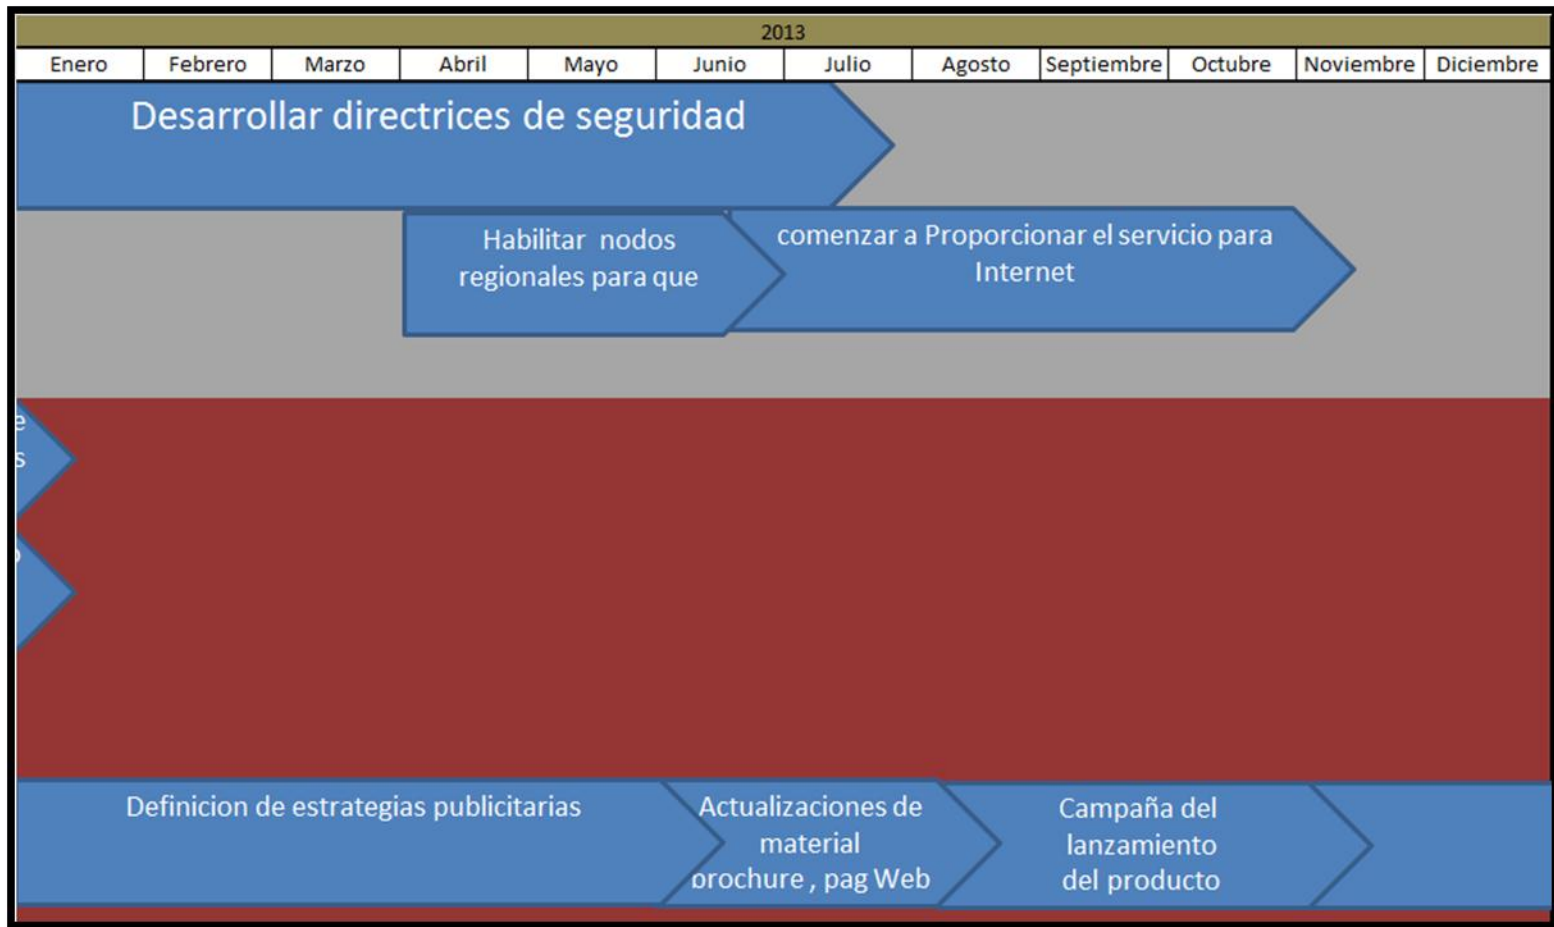 2013
Enero Febrero Marzo Abril Mayo Junio Julio Agosto Septiembre Octubre Noviembre Diciembre
Desarrollar directrices de seguridad
Habilitar nodos
regionales para que
comenzar a Proporcionar el servicio para
Internet
e
s
Definicion de estrategias publicitarias
Actualizaciones de
material
brochure , pag Web
Campaña del
lanzamiento
del producto